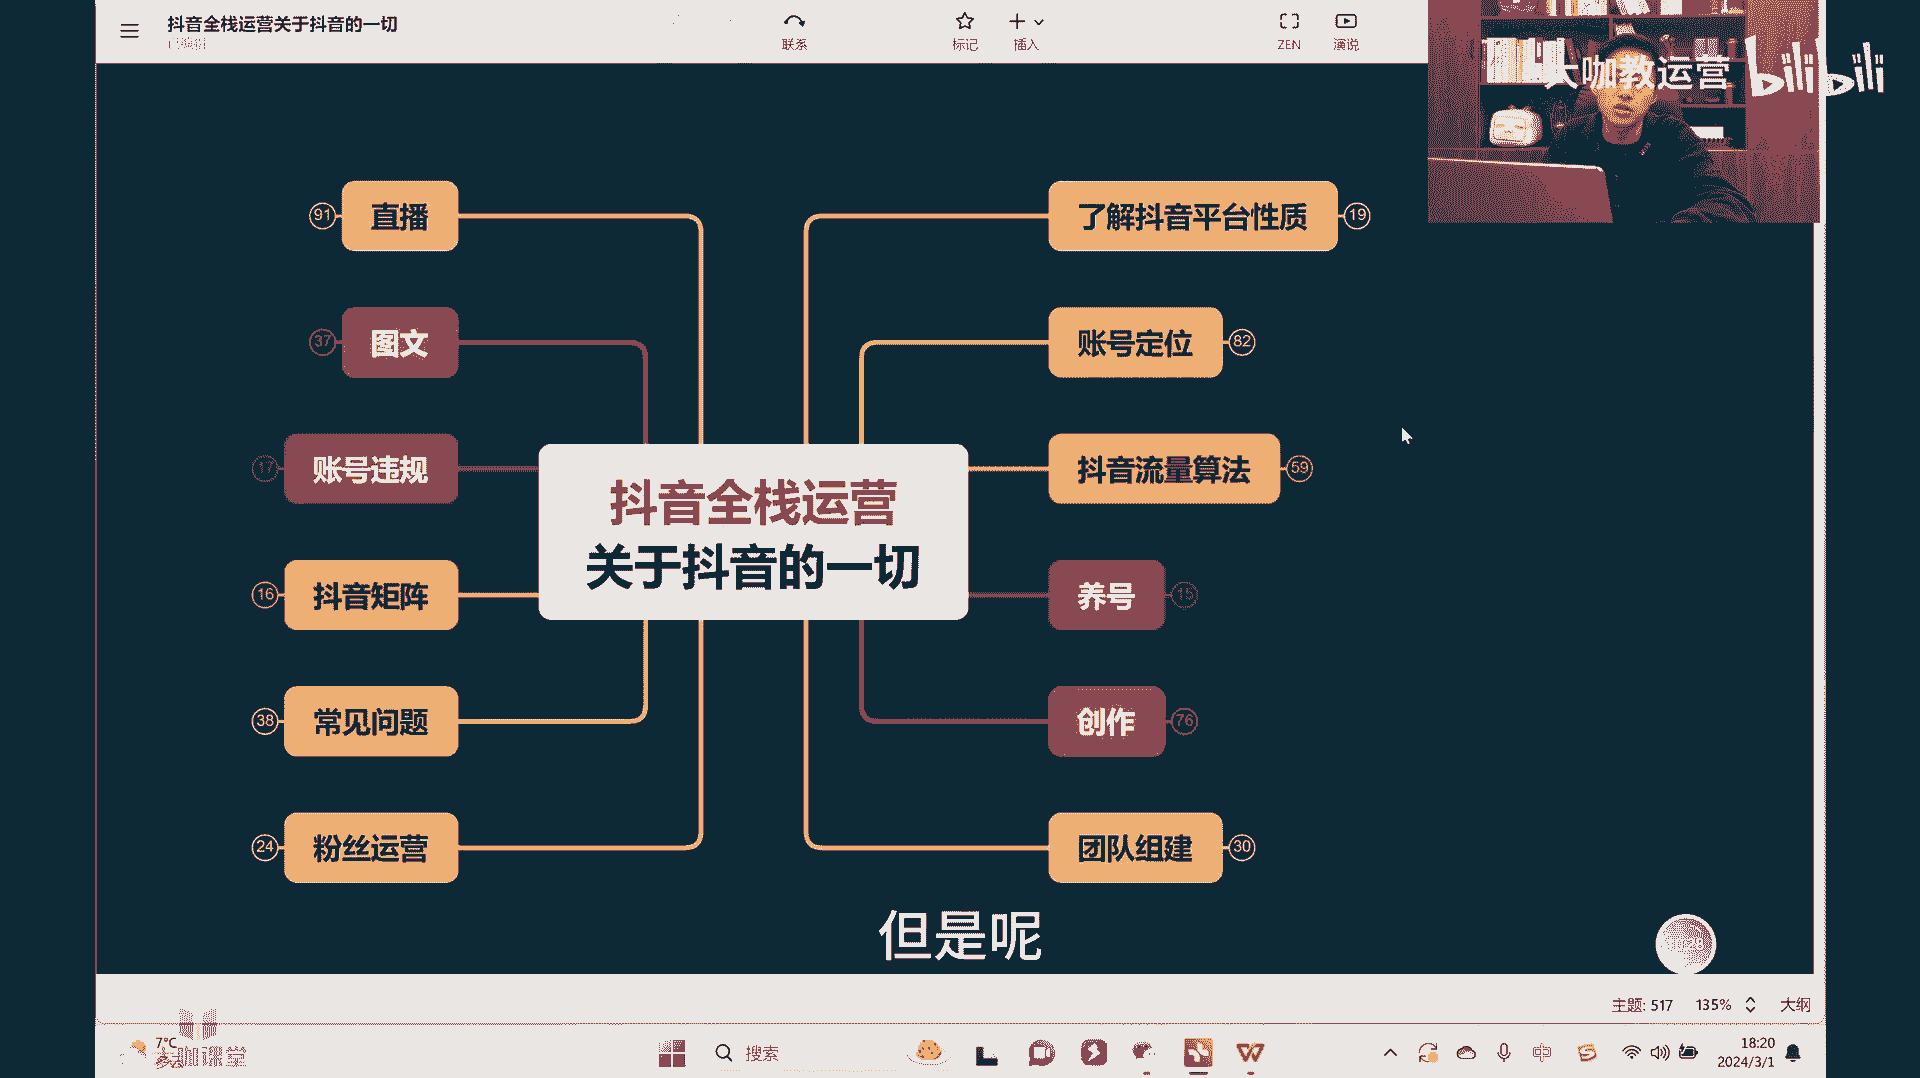 抖音全栈运营关于抖音的一切
联系
标记
插入
ZEN
演说
大咖教运营
bilibili
91
直播
了解抖音平台性质
19
37
图文
账号定位
82
17
账号违规
抖音流量算法
59
抖音全栈运营
关于抖音的一切
16
抖音矩阵
养号
15
38
常见问题
创作
76
24
粉丝运营
团队组建
30
但是呢
主题: 517
135%
大纲
7°C
大咖课堂
搜索
中
18:20
2024/3/1